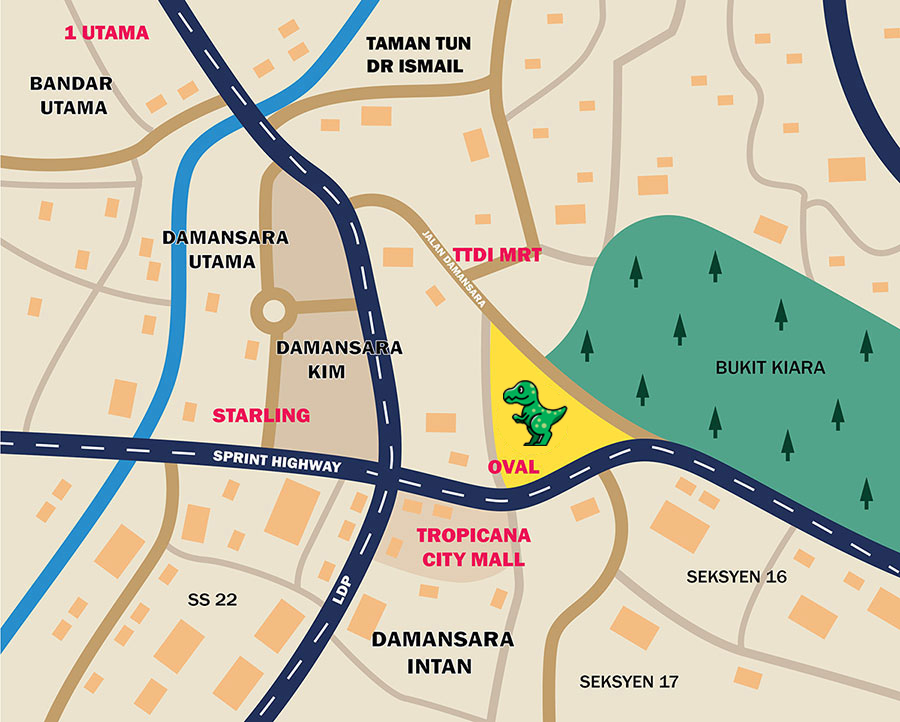 1 UTAMA
TAMAN TUN
DR ISMAIL
BANDAR
UTAMA
DAMANSARA
UTAMA
JALAN DAMANSARA
TTDI MRT
DAMANSARA
KIM
BUKIT KIARA
STARLING
SPRINT HIGHWAY
OVAL
TROPICANA
CITY MALL
LDP
SS 22
SEKSYEN 16
DAMANSARA
INTAN
SEKSYEN 17